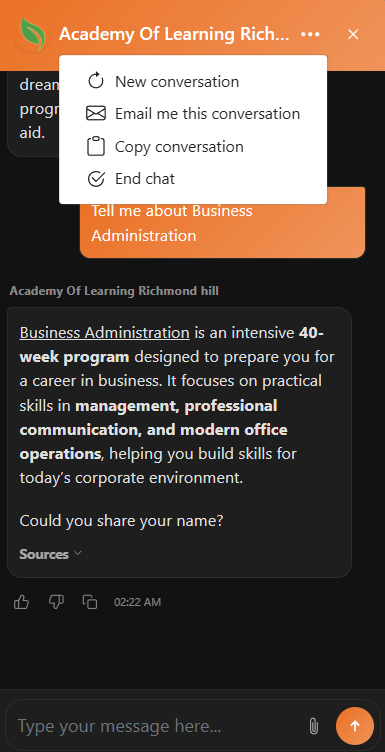 Academy Of Learning Rich...
New conversation
Email me this conversation
Copy conversation
End chat
dream
progr
aid.
Tell me about Business
Administration
Academy Of Learning Richmond hill
Business Administration is an intensive 40-
week program designed to prepare you for
a career in business. It focuses on practical
skills in management, professional
communication, and modern office
operations, helping you build skills for
today’s corporate environment.
Could you share your name?
Sources
02:22 AM
Type your message here...